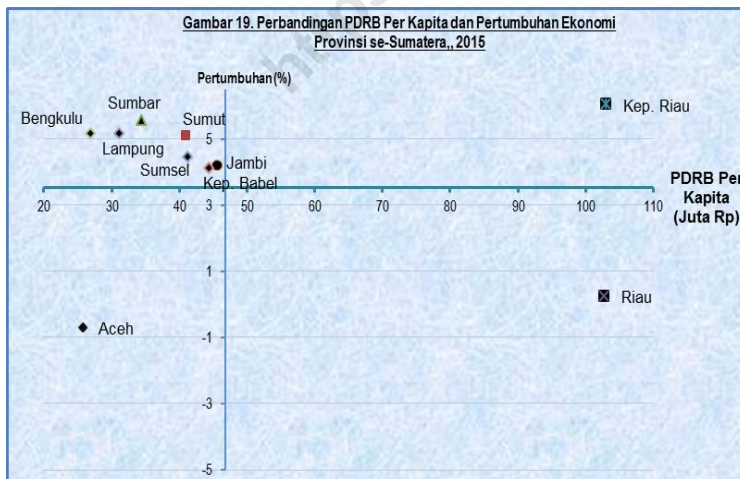 Gambar 19. Perbandingan PDRB Per Kapita dan Pertumbuhan Ekonomi
Provinsi se-Sumatera,, 2015
https
Pertumbuhan (%)
Kep. Riau
Sumbar
Bengkulu
Sumut
5
Lampung
Sumsel
Jambi
Kep. Babel
PDRB Per
Kapita
(Juta Rp)
20 30 40 3 50 60 70 80 90 100 110
1
Riau
-1
Aceh
-3
-5